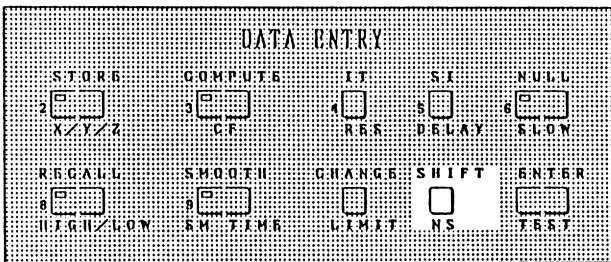 DATA ENTRY
STORE COMPUTE IT SI NULL
2 3 4 5 6
X/Y/Z CF RES DELAY SLOW
RECALL SMOOTH CHANGE SHIFT ENTER
8 9
HIGH/LOW SM TIME LIMIT NS TEST